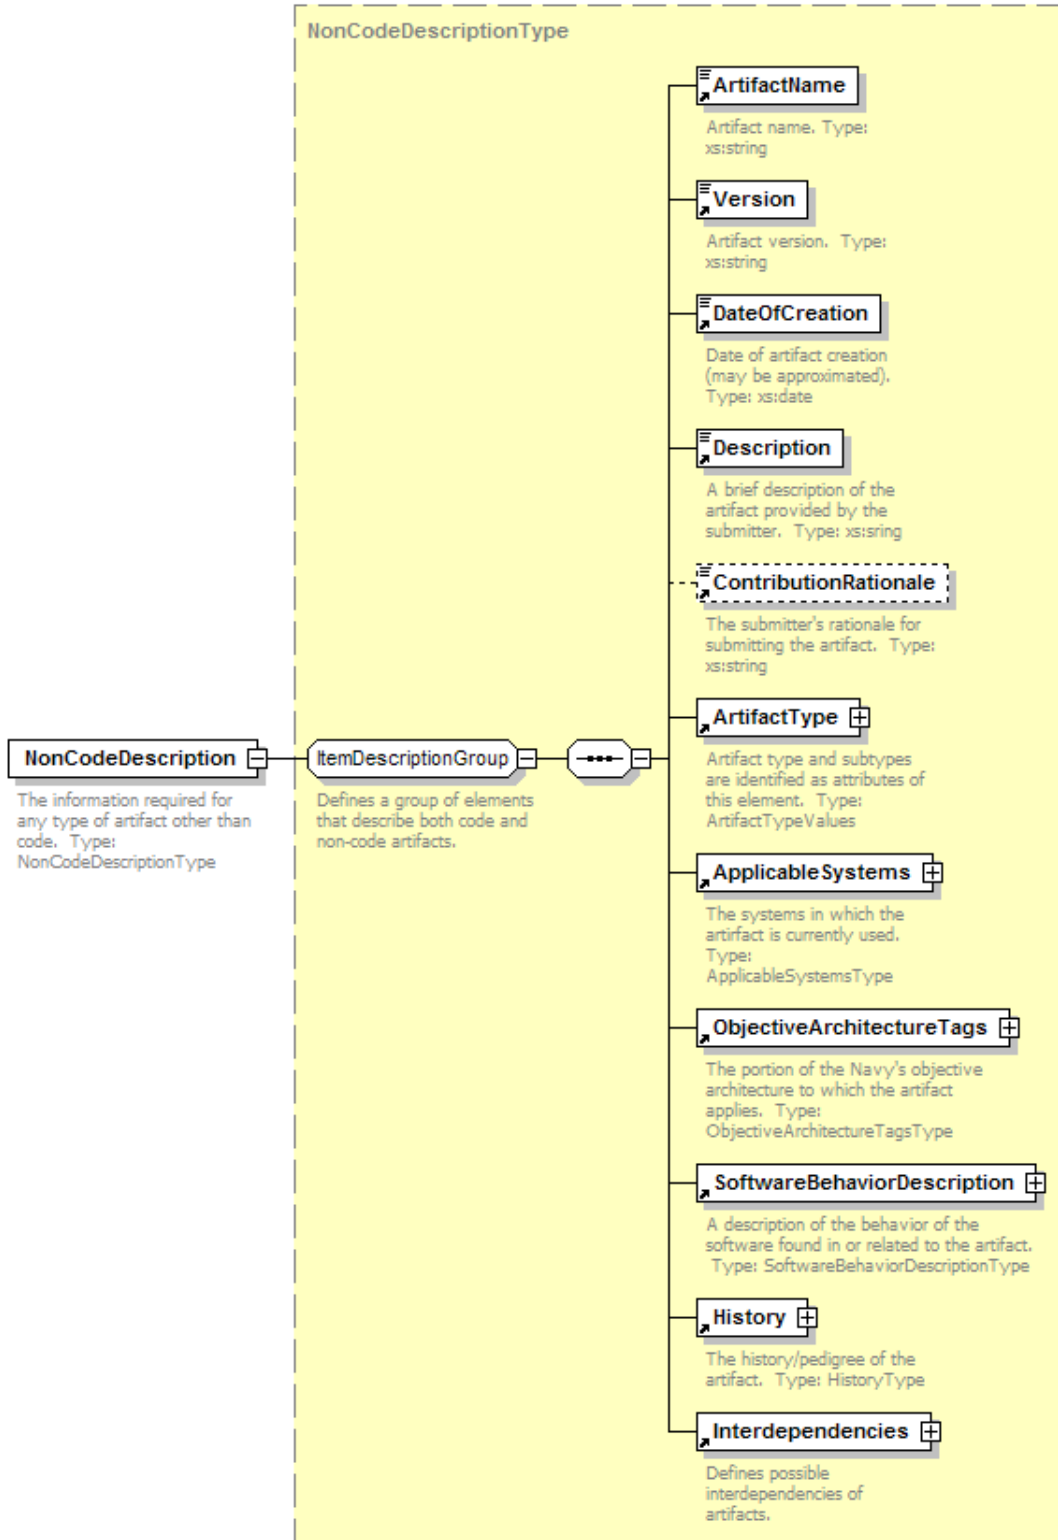 NonCodeDescriptionType
ArtifactName
Artifact name. Type:
xs:string
Version
Artifact version.  Type:
xs:string
DateOfCreation
Date of artifact creation
(may be approximated).
Type: xs:date
Description
A brief description of the
artifact provided by the
submitter.  Type: xs:sring
ContributionRationale
The submitter's rationale for
submitting the artifact.  Type:
xs:string
ArtifactType
Artifact type and subtypes
are identified as attributes of
this element.  Type:
ArtifactTypeValues
NonCodeDescription
The information required for
any type of artifact other than
code.  Type:
NonCodeDescriptionType
ItemDescriptionGroup
Defines a group of elements
that describe both code and
non-code artifacts.
ApplicableSystems
The systems in which the
artirfact is currently used.
Type:
ApplicableSystemsType
ObjectiveArchitectureTags
The portion of the Navy's objective
architecture to which the artifact
applies.  Type:
ObjectiveArchitectureTagsType
SoftwareBehaviorDescription
A description of the behavior of the
software found in or related to the artifact.
Type: SoftwareBehaviorDescriptionType
History
The history/pedigree of the
artifact.  Type: HistoryType
Interdependencies
Defines possible
interdependencies of
artifacts.